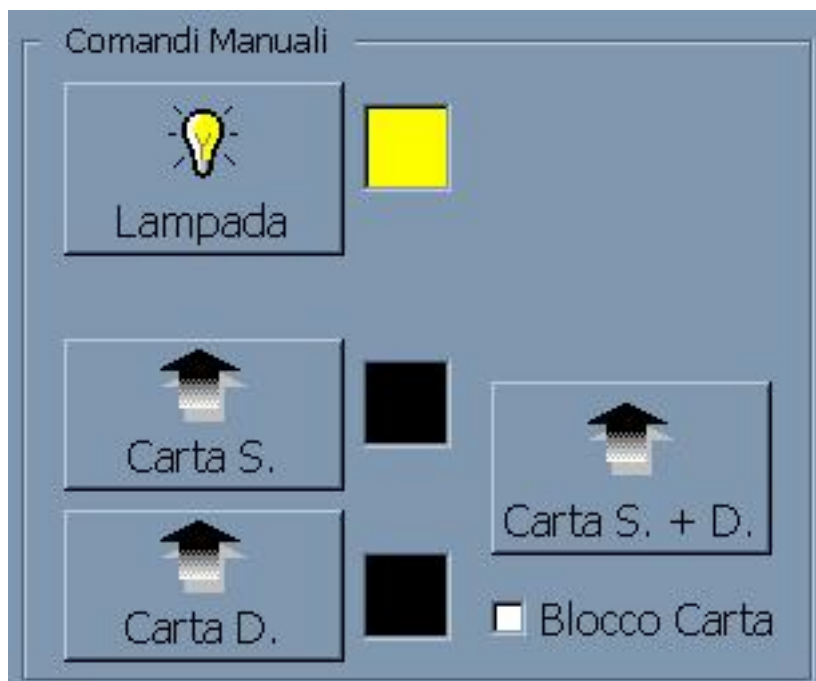 Comandi Manuali
Lampada
Carta S.
Carta S. + D.
Carta D.
Blocco Carta